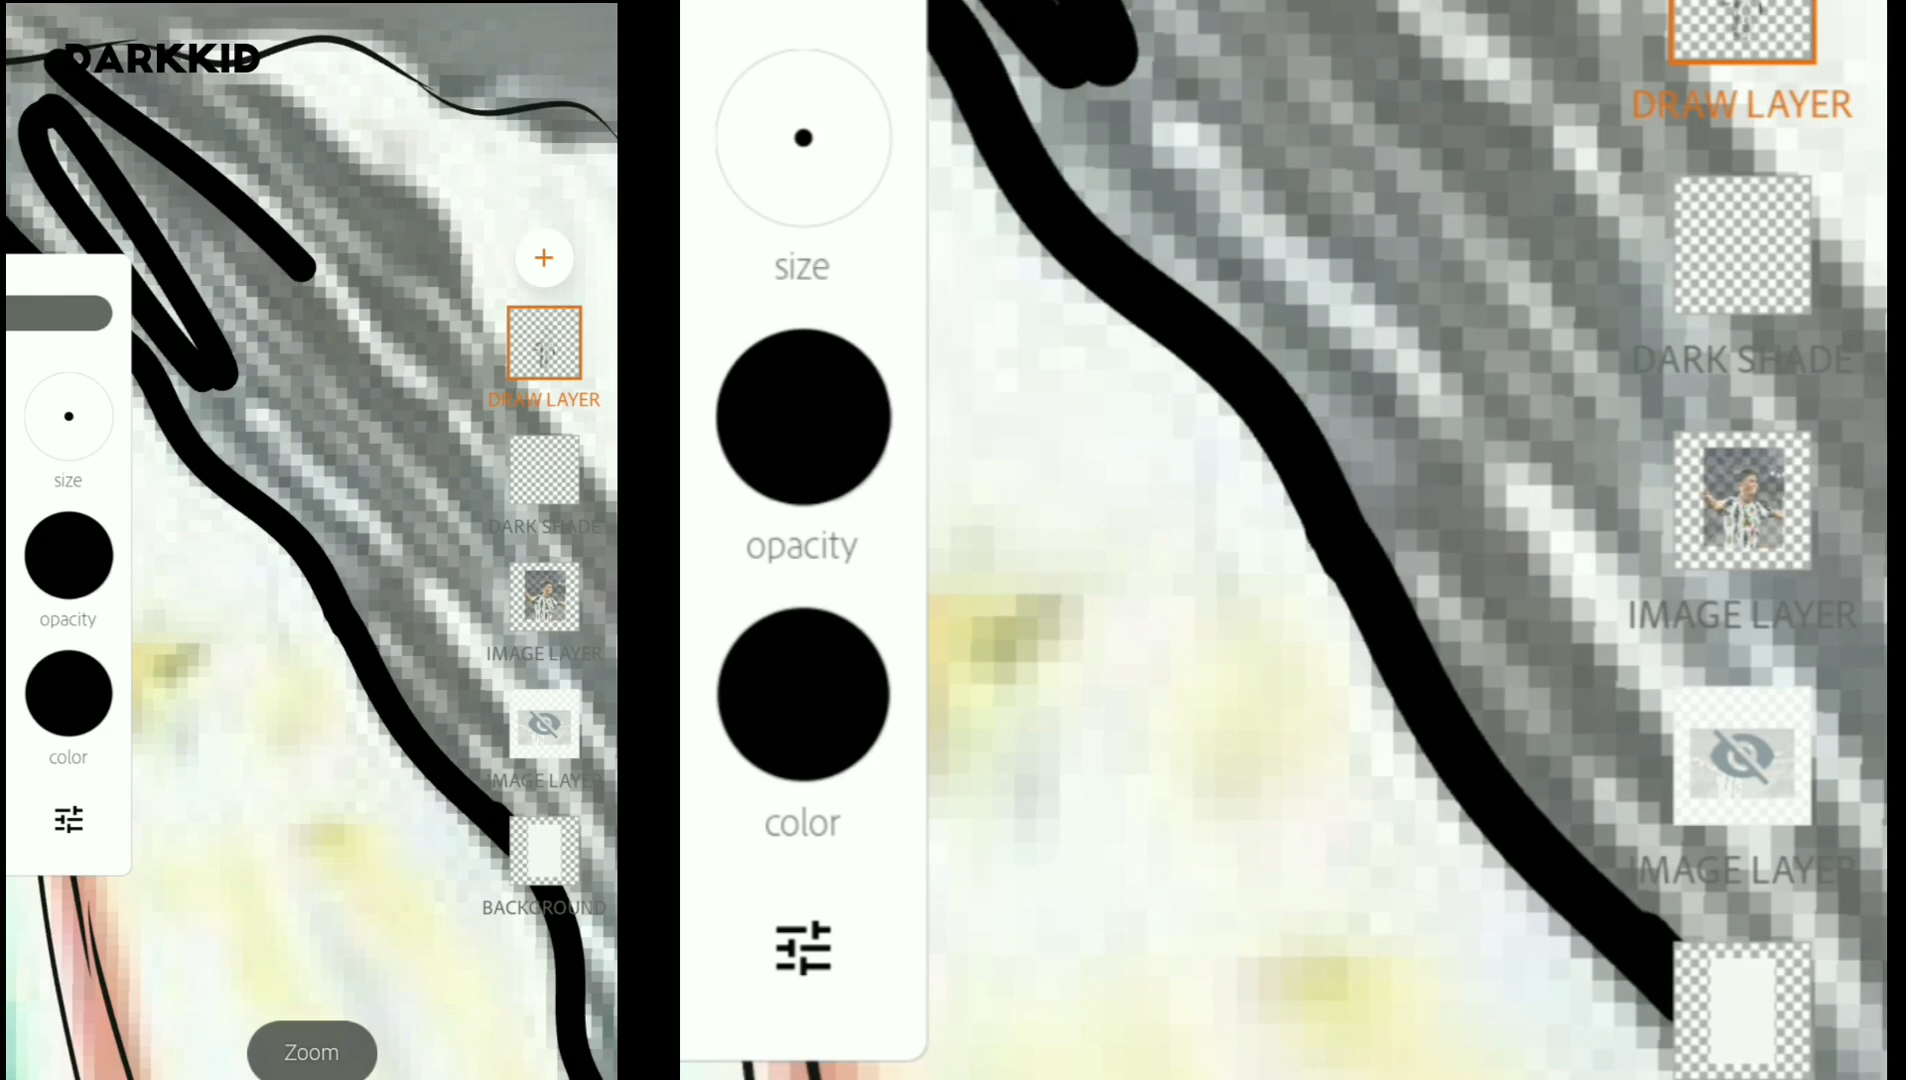 DARKKID
DRAW LAYER
size
DARK SHADE
opacity
IMAGE LAYER
color
IMAGE LAYER
BACKGROUND
Zoom
DRAW LAYER
size
DARK SHADE
opacity
IMAGE LAYER
color
IMAGE LAYER